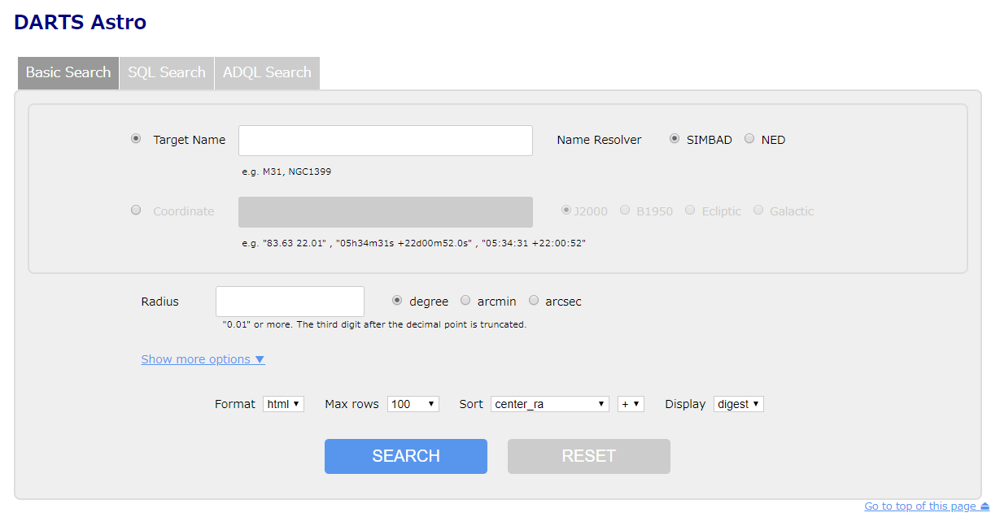 DARTS Astro
Basic Search SQL Search ADQL Search
Target Name Name Resolver SIMBAD NED
e.g. M31, NGC1399
Coordinate J2000 B1950 Ecliptic Galactic
e.g. "83.63 22.01" , "05h34m31s +22d00m52.0s" , "05:34:31 +22:00:52"
Radius degree arcmin arcsec
"0.01" or more. The third digit after the decimal point is truncated.
Show more options ▼
Format html ▼ Max rows 100 ▼ Sort center_ra ▼ + ▼ Display digest ▼
SEARCH RESET
Go to top of this page ⏏